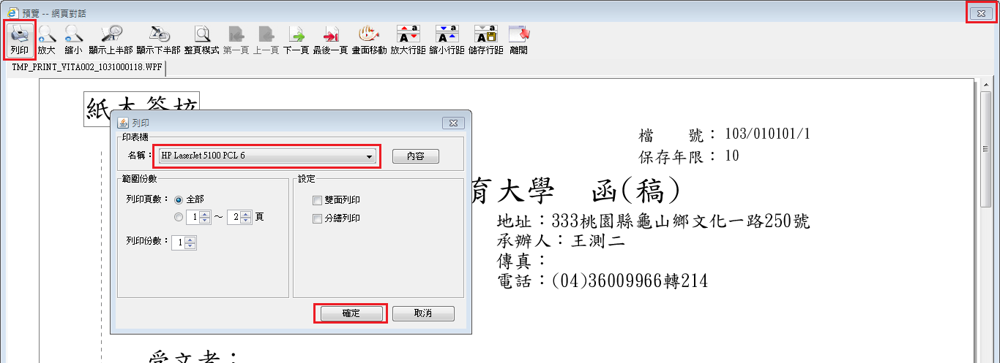 預覽 -- 網頁對話
列印 放大 縮小 顯示上半部 顯示下半部 整頁模式 第一頁 上一頁 下一頁 最後一頁 畫面移動 放大行距 縮小行距 儲存行距 離開
TMP_PRINT_VITA002_1031000118.WPF
紙本簽核
列印
印表機
名稱： HP LaserJet 5100 PCL 6 內容
範圍份數 設定
列印頁數： 全部 雙面列印
1 ～ 2 頁 分繕列印
列印份數： 1
確定 取消
檔　　號：103/010101/1
保存年限：10
育大學　函(稿)
地址：333桃園縣龜山鄉文化一路250號
承辦人：王測二
傳真：
電話：(04)36009966轉214
受文者：